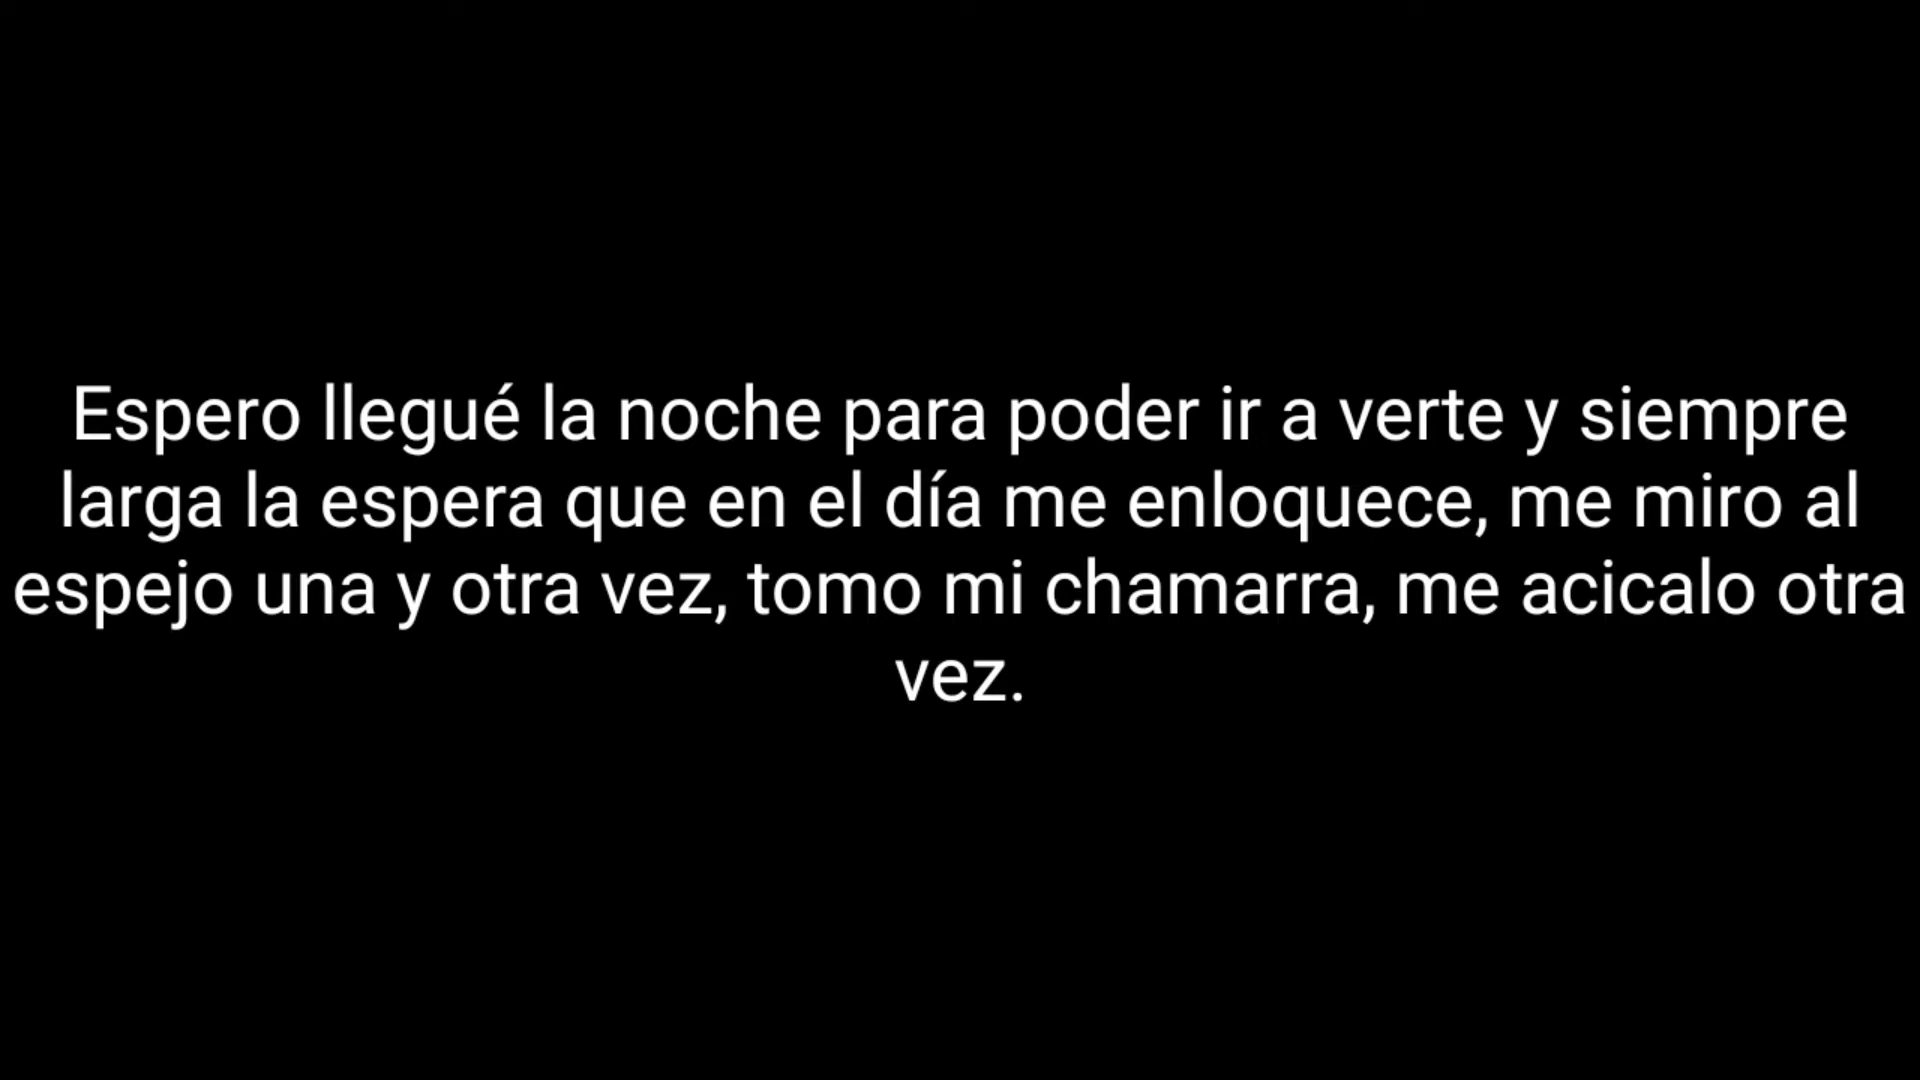 Espero llegué la noche para poder ir a verte y siempre
larga la espera que en el día me enloquece, me miro al
espejo una y otra vez, tomo mi chamarra, me acicalo otra
vez.